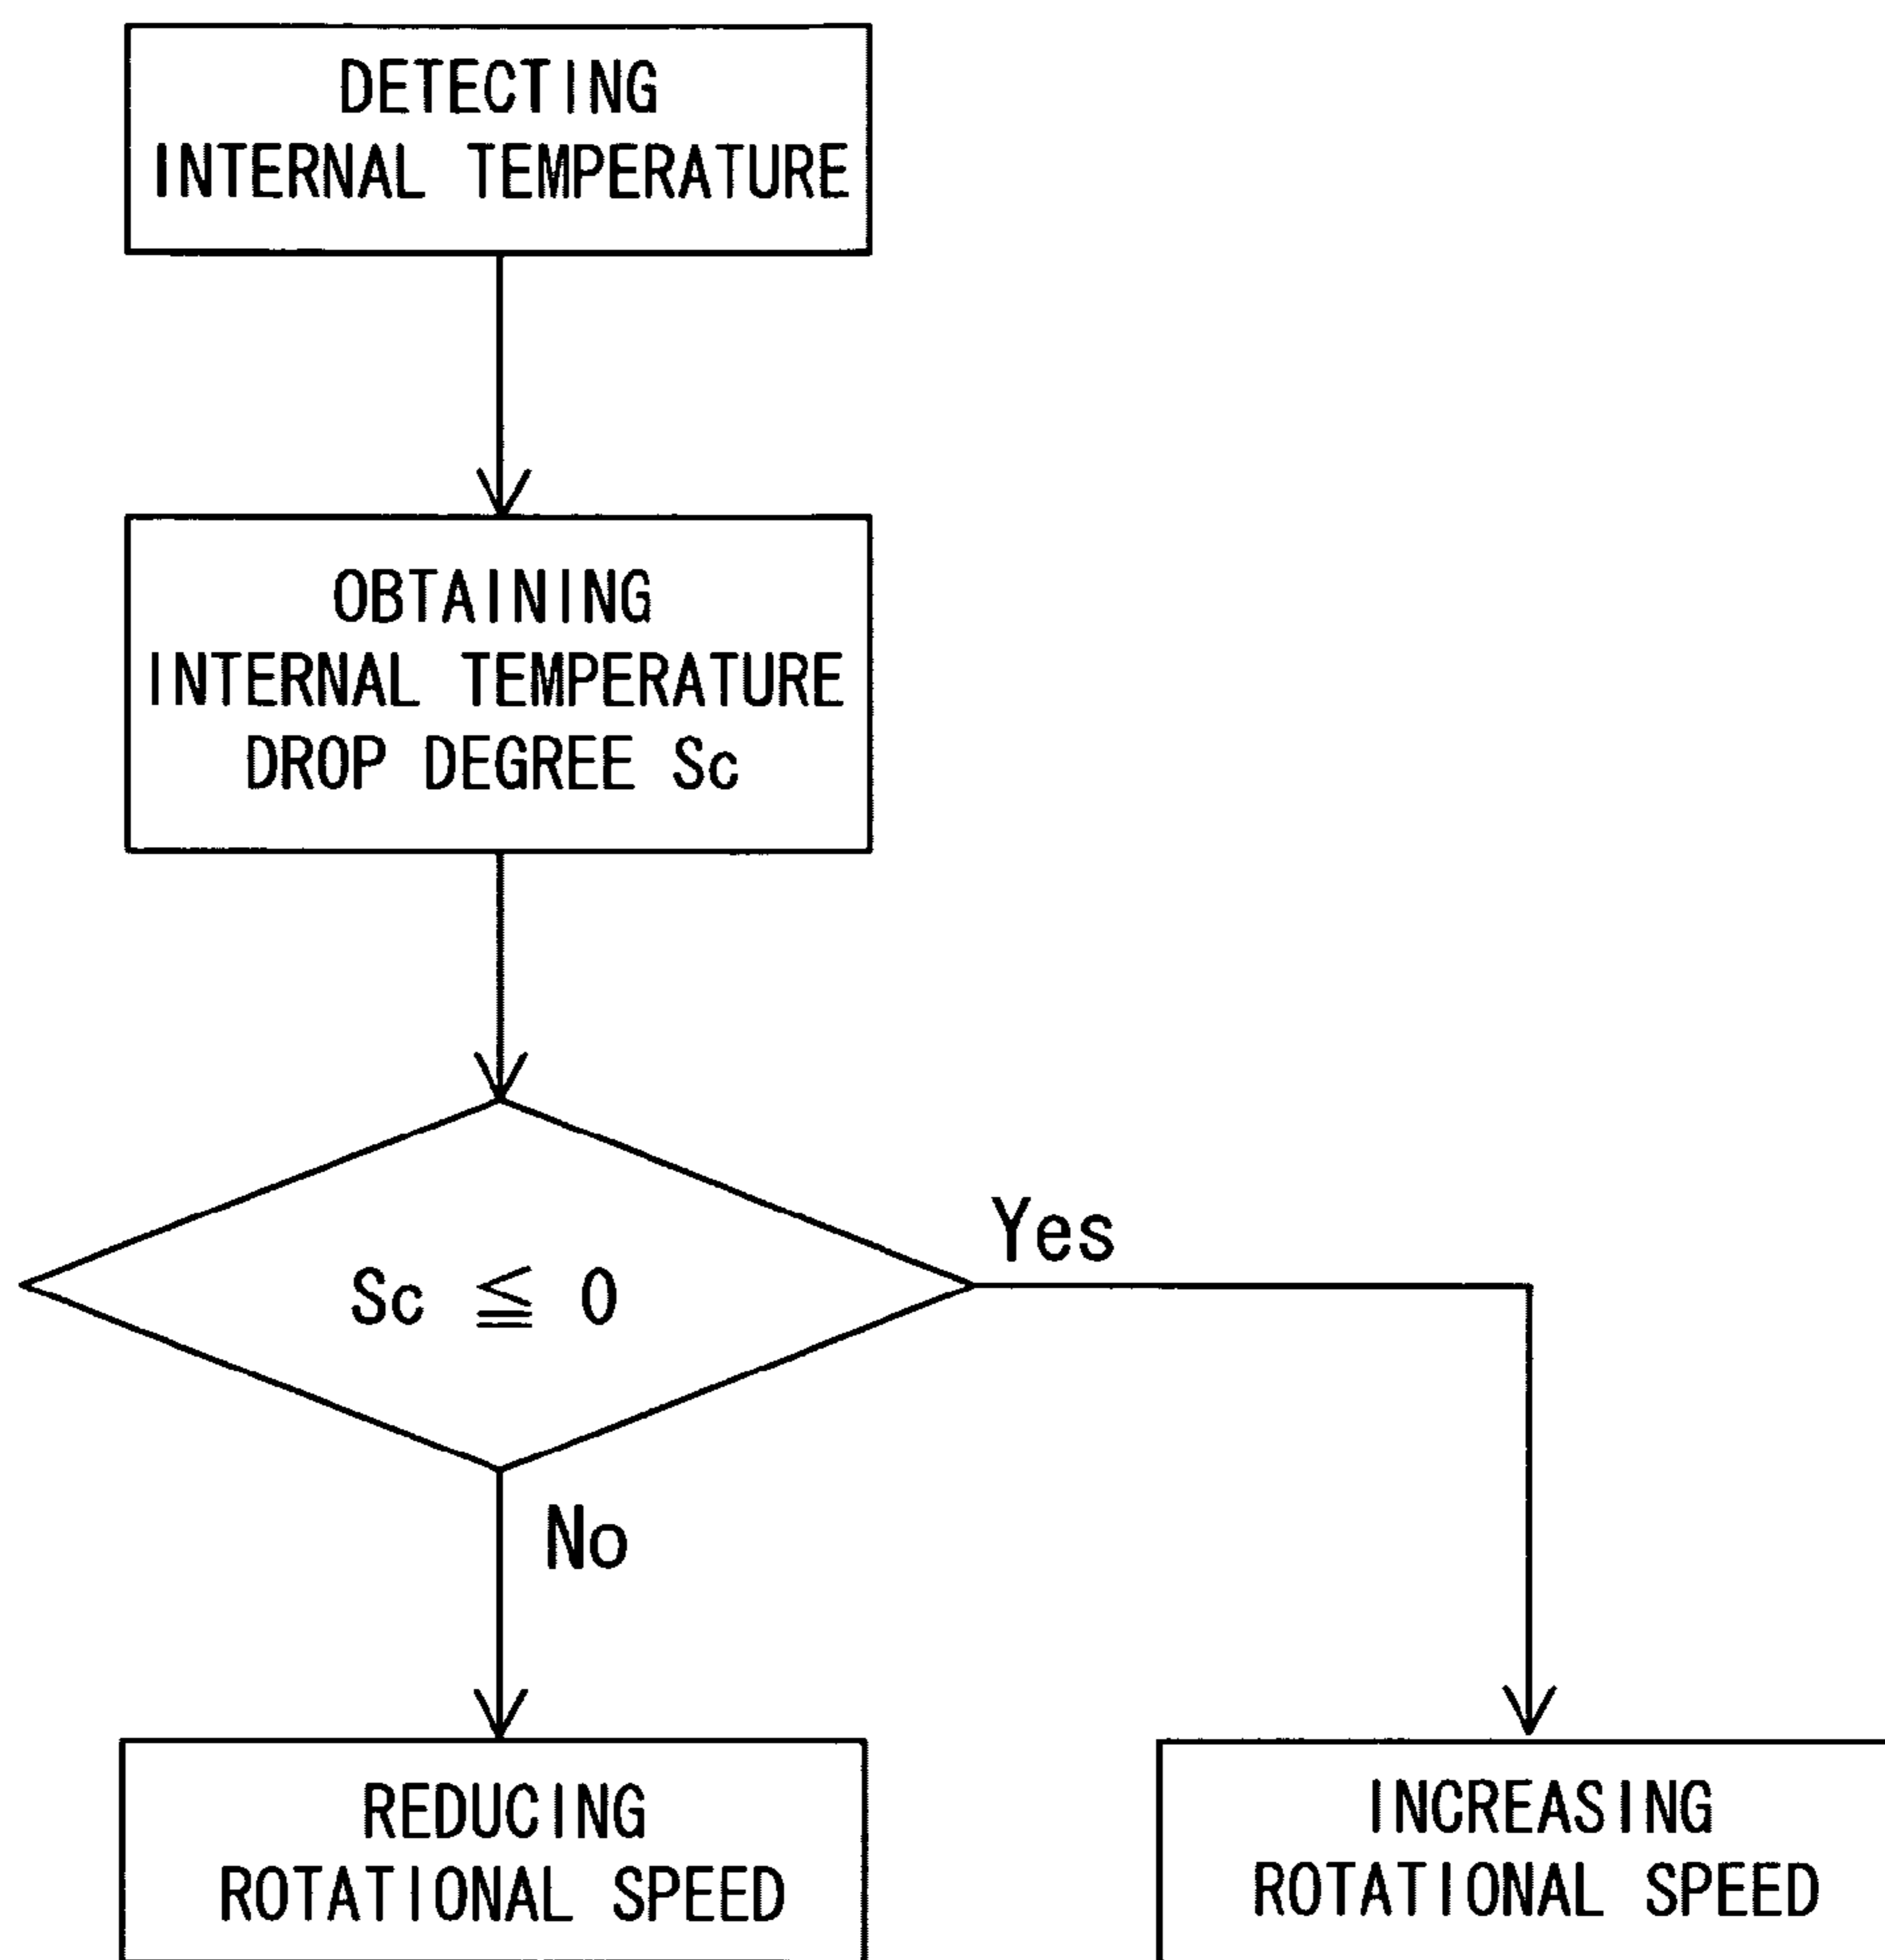 DETECTING
INTERNAL TEMPERATURE
OBTAINING
INTERNAL TEMPERATURE
DROP DEGREE Sc
Sc ≦ 0
Yes
No
REDUCING
ROTATIONAL SPEED
INCREASING
ROTATIONAL SPEED